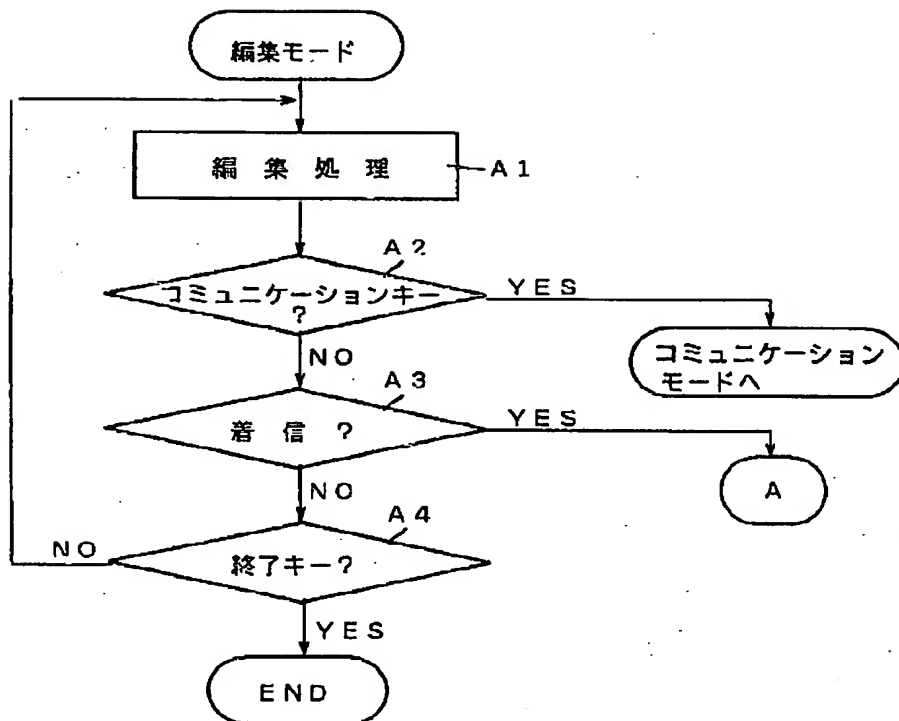 編集モード
編集処理
A1
A2
コミュニケーションキー
?
YES
コミュニケーション
モードへ
NO
A3
着信?
YES
A
NO
A4
終了キー?
NO
YES
END